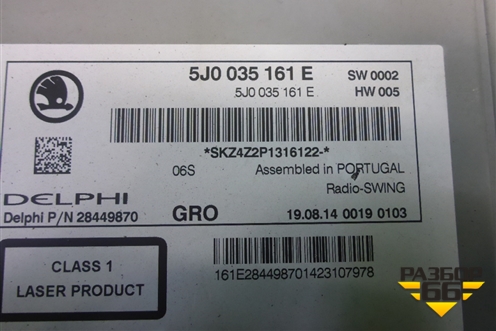 5J0 035 161 E SW 0002
5J0 035 161 E HW 005
*SKZ4Z2P1316122-*
06S Assembled in PORTUGAL
Radio-SWING
DELPHI
Delphi P/N 28449870 GRO 19.08.14 0019 0103
CLASS 1
LASER PRODUCT
161E284498701423107978
РАЗБОР
66